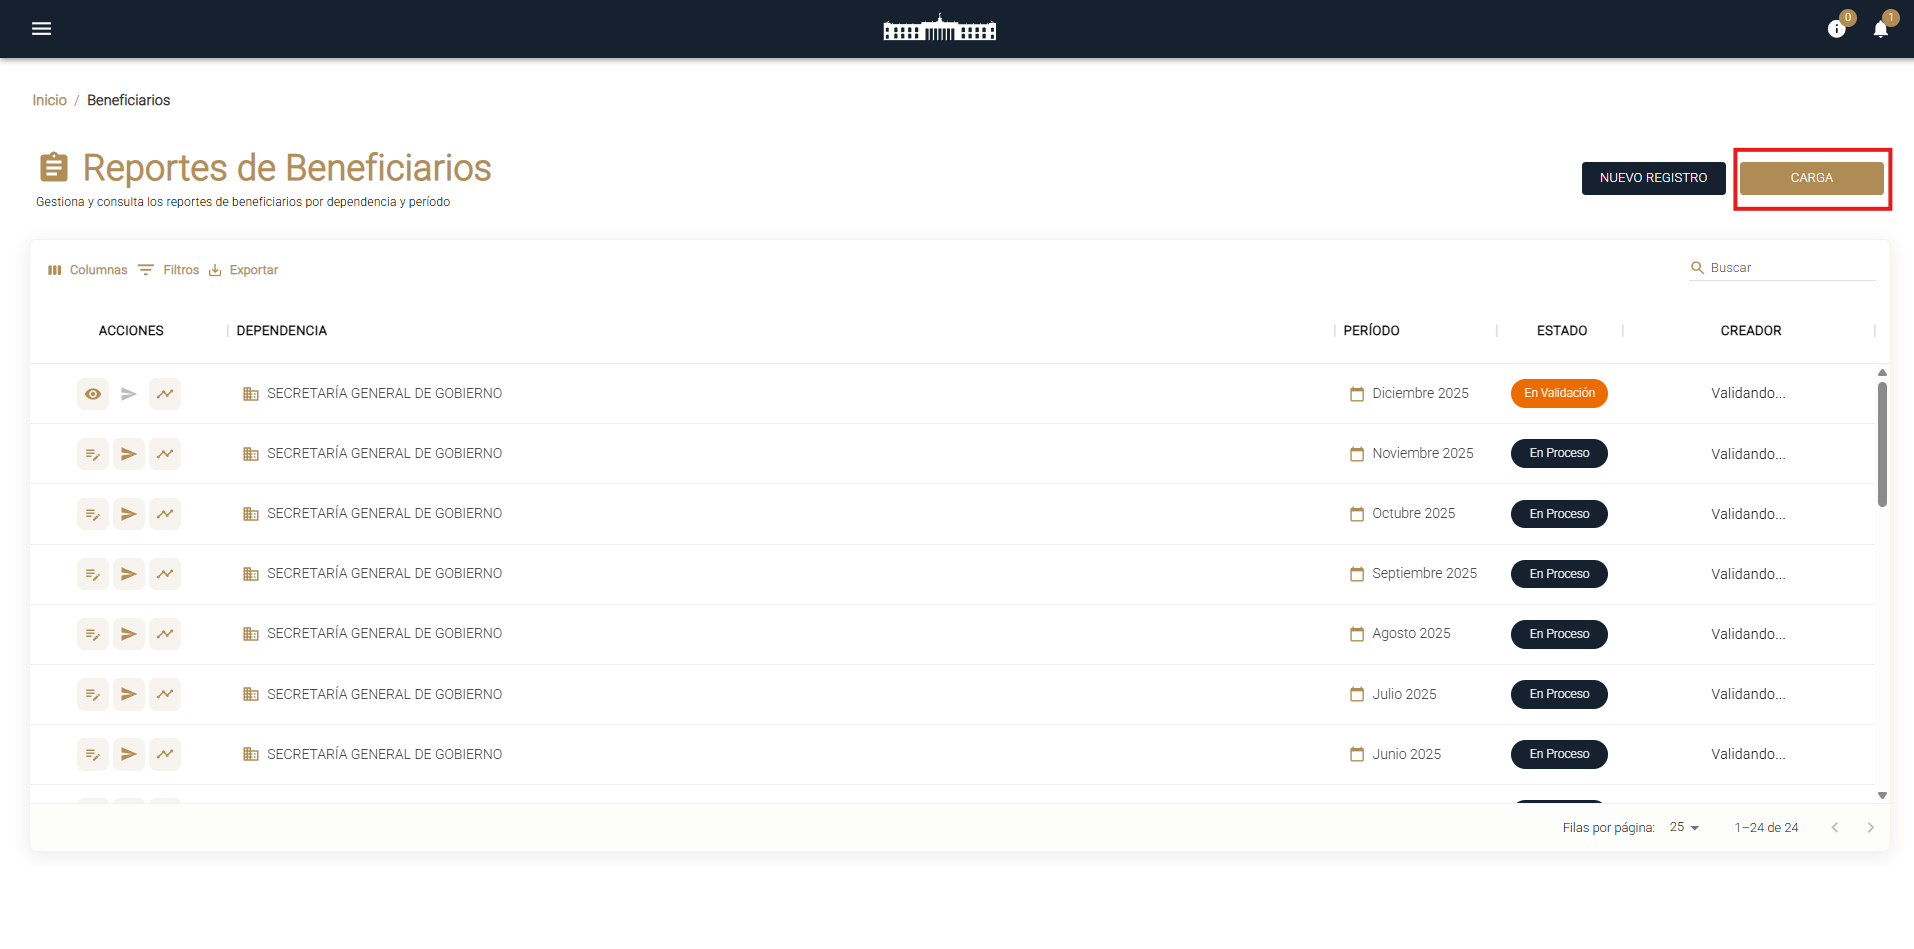 0
1
Inicio / Beneficiarios
Reportes de Beneficiarios
Gestiona y consulta los reportes de beneficiarios por dependencia y período
NUEVO REGISTRO
CARGA
Columnas Filtros Exportar
Buscar
ACCIONES DEPENDENCIA PERÍODO ESTADO CREADOR
SECRETARÍA GENERAL DE GOBIERNO Diciembre 2025 En Validación Validando...
SECRETARÍA GENERAL DE GOBIERNO Noviembre 2025 En Proceso Validando...
SECRETARÍA GENERAL DE GOBIERNO Octubre 2025 En Proceso Validando...
SECRETARÍA GENERAL DE GOBIERNO Septiembre 2025 En Proceso Validando...
SECRETARÍA GENERAL DE GOBIERNO Agosto 2025 En Proceso Validando...
SECRETARÍA GENERAL DE GOBIERNO Julio 2025 En Proceso Validando...
SECRETARÍA GENERAL DE GOBIERNO Junio 2025 En Proceso Validando...
Filas por página: 25 1–24 de 24